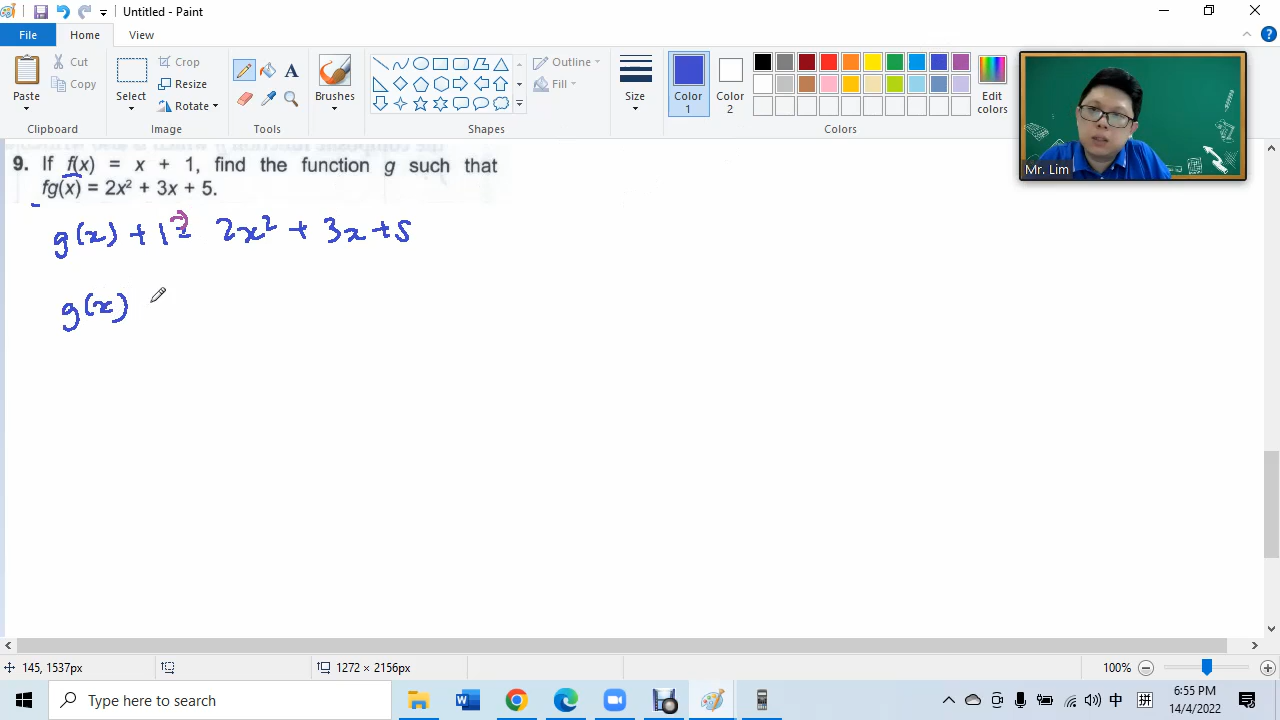 Untitled - Paint
File Home View
Paste Cut Copy Clipboard
Select Crop Resize Rotate Image
Tools
Brushes
Shapes Outline Fill
Size
Color 1 Color 2 Edit colors Colors
Mr. Lim
9. If f(x) = x + 1, find the function g such that
fg(x) = 2x² + 3x + 5.
g(x) + 1 = 2x² + 3x + 5
g(x)
145, 1537px 1272 × 2156px 100%
Type here to search
中 拼 6:55 PM
14/4/2022